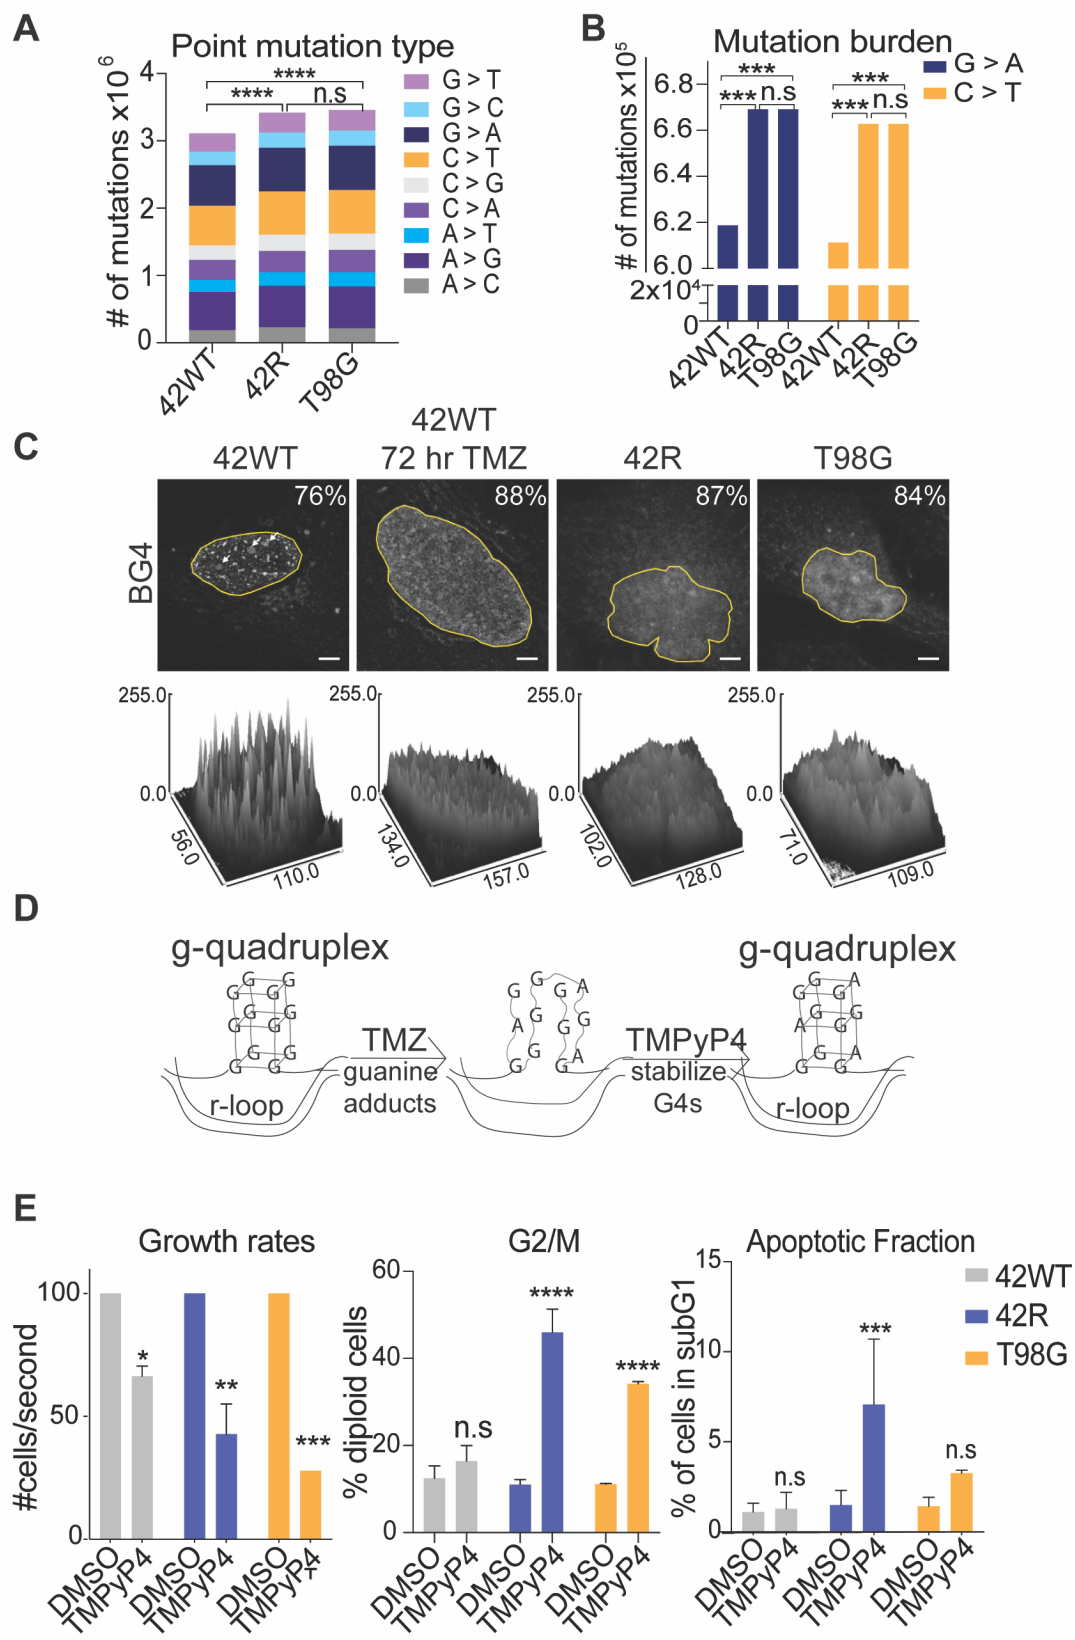 A
Point mutation type
# of mutations x10⁶
4
3
2
1
0
****
****
n.s
42WT
42R
T98G
G > T
G > C
G > A
C > T
C > G
C > A
A > T
A > G
A > C
B
Mutation burden
# of mutations x10⁵
6.8
6.6
6.4
6.2
6.0
2x10⁴
0
***
***
n.s
***
***
n.s
42WT
42R
T98G
42WT
42R
T98G
G > A
C > T
C
42WT
42WT
72 hr TMZ
42R
T98G
BG4
76%
88%
87%
84%
255.0
0.0
56.0
110.0
255.0
0.0
134.0
157.0
255.0
0.0
102.0
128.0
255.0
0.0
71.0
109.0
D
g-quadruplex
G G
G G
G G
G G
G G
G G
r-loop
TMZ
guanine
adducts
G G G A
A G G G
G G G A
TMPyP4
stabilize
G4s
g-quadruplex
G A
G G
G G
A G
G A
G G
r-loop
E
Growth rates
#cells/second
100
50
0
*
**
***
DMSO
TMPyP4
DMSO
TMPyP4
DMSO
TMPyP4
x
G2/M
% diploid cells
60
40
20
0
n.s
****
****
DMSO
TMPyP4
DMSO
TMPyP4
DMSO
TMPyP4
Apoptotic Fraction
% of cells in subG1
15
10
5
0
n.s
***
n.s
DMSO
TMPyP4
DMSO
TMPyP4
DMSO
TMPyP4
42WT
42R
T98G